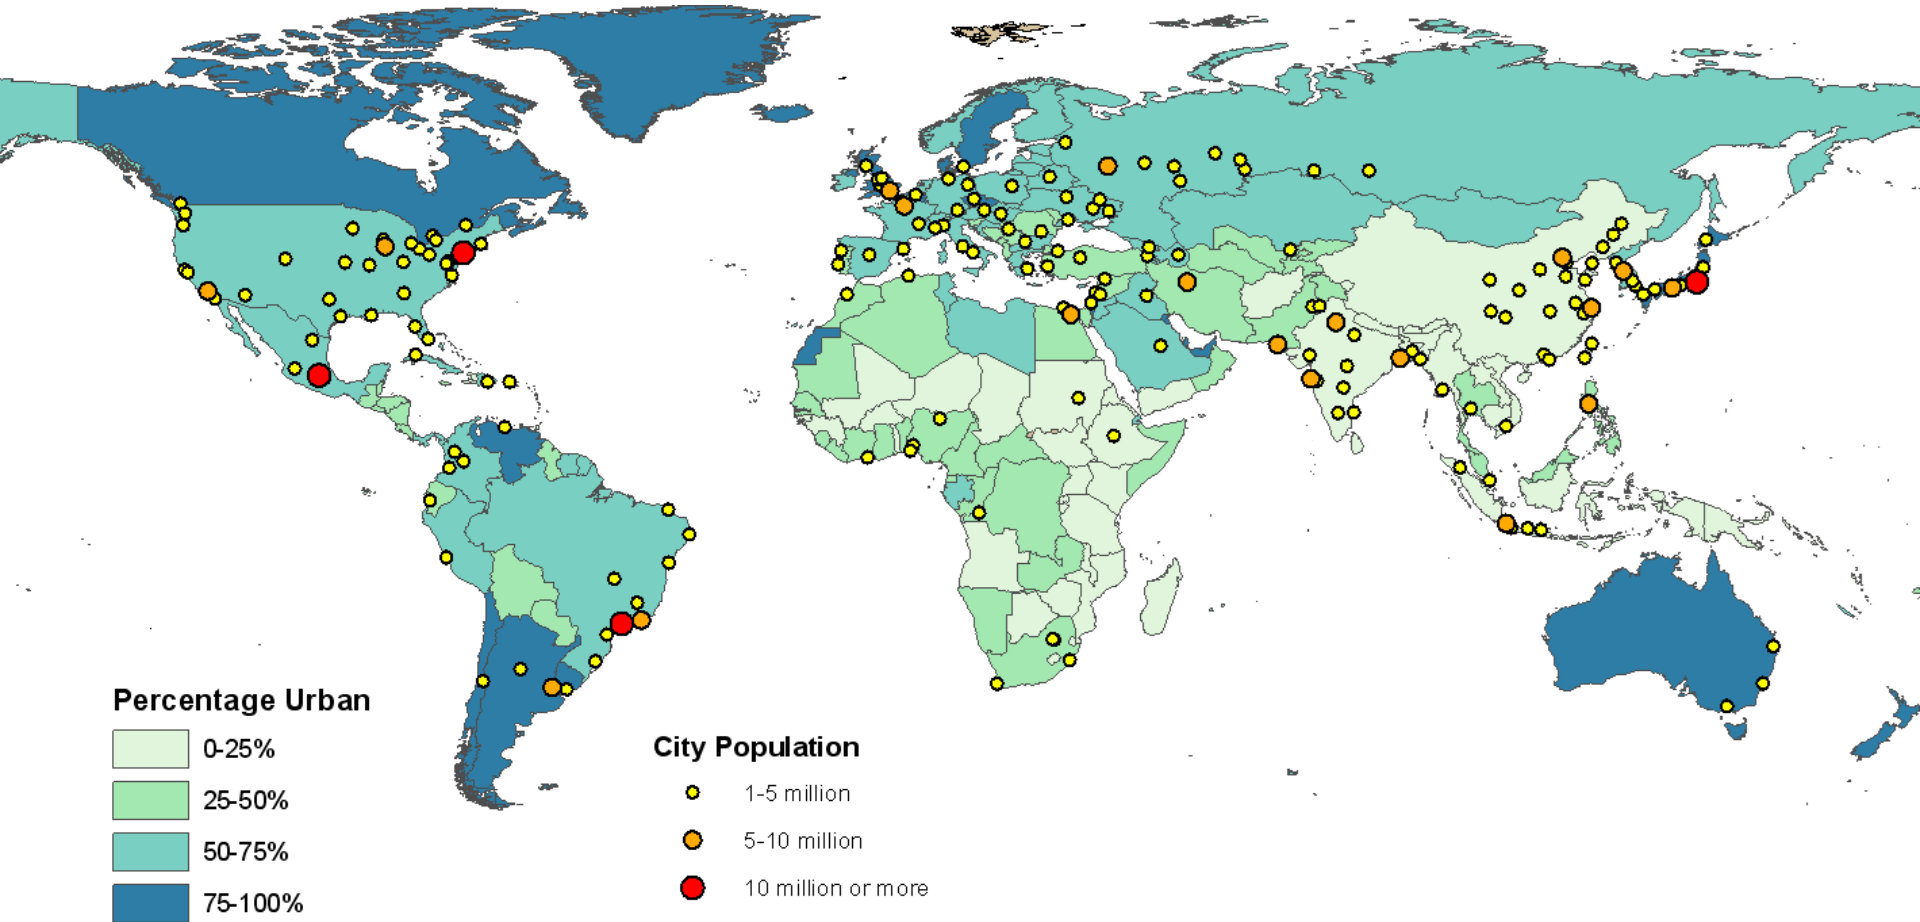 Percentage Urban
0-25%
25-50%
50-75%
75-100%
City Population
1-5 million
5-10 million
10 million or more